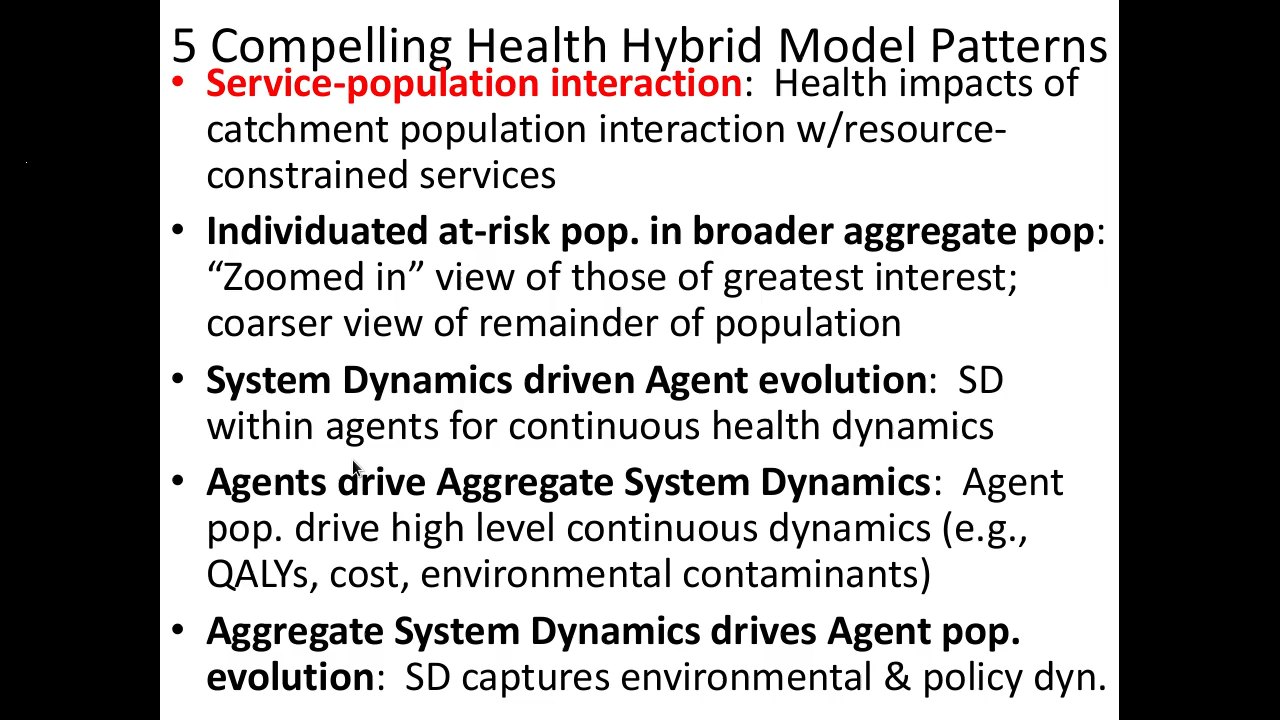 5 Compelling Health Hybrid Model Patterns
• Service-population interaction: Health impacts of
catchment population interaction w/resource-
constrained services
• Individuated at-risk pop. in broader aggregate pop:
“Zoomed in” view of those of greatest interest;
coarser view of remainder of population
• System Dynamics driven Agent evolution: SD
within agents for continuous health dynamics
• Agents drive Aggregate System Dynamics: Agent
pop. drive high level continuous dynamics (e.g.,
QALYs, cost, environmental contaminants)
• Aggregate System Dynamics drives Agent pop.
evolution: SD captures environmental & policy dyn.